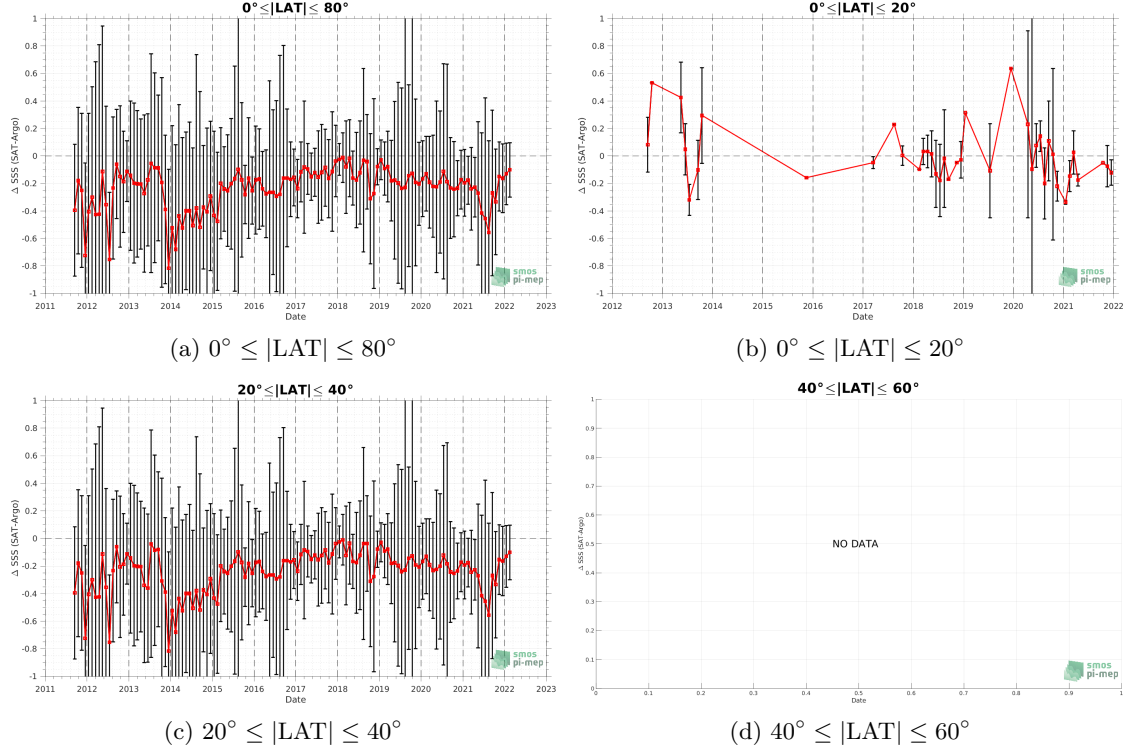 0°≤|LAT|≤ 80°
1
0.8
0.6
0.4
0.2
0
-0.2
-0.4
-0.6
-0.8
-1
Δ SSS (SAT-Argo)
2011 2012 2013 2014 2015 2016 2017 2018 2019 2020 2021 2022 2023
Date
smos
pi-mep
(a) 0° ≤ |LAT| ≤ 80°
0°≤|LAT|≤ 20°
1
0.8
0.6
0.4
0.2
0
-0.2
-0.4
-0.6
-0.8
-1
Δ SSS (SAT-Argo)
2012 2013 2014 2015 2016 2017 2018 2019 2020 2021 2022
Date
smos
pi-mep
(b) 0° ≤ |LAT| ≤ 20°
20°≤|LAT|≤ 40°
1
0.8
0.6
0.4
0.2
0
-0.2
-0.4
-0.6
-0.8
-1
Δ SSS (SAT-Argo)
2011 2012 2013 2014 2015 2016 2017 2018 2019 2020 2021 2022 2023
Date
smos
pi-mep
(c) 20° ≤ |LAT| ≤ 40°
40°≤|LAT|≤ 60°
1
0.9
0.8
0.7
0.6
0.5
0.4
0.3
0.2
0.1
0
Δ SSS (SAT-Argo)
NO DATA
0 0.1 0.2 0.3 0.4 0.5 0.6 0.7 0.8 0.9 1
Date
smos
pi-mep
(d) 40° ≤ |LAT| ≤ 60°